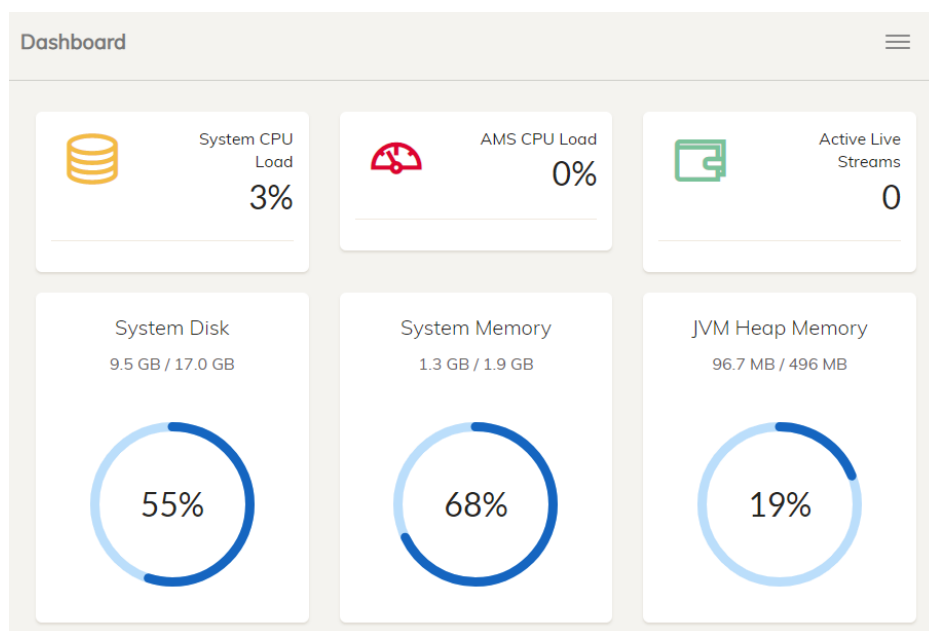 Dashboard
System CPU
Load
3%
AMS CPU Load
0%
Active Live
Streams
0
System Disk
9.5 GB / 17.0 GB
55%
System Memory
1.3 GB / 1.9 GB
68%
JVM Heap Memory
96.7 MB / 496 MB
19%